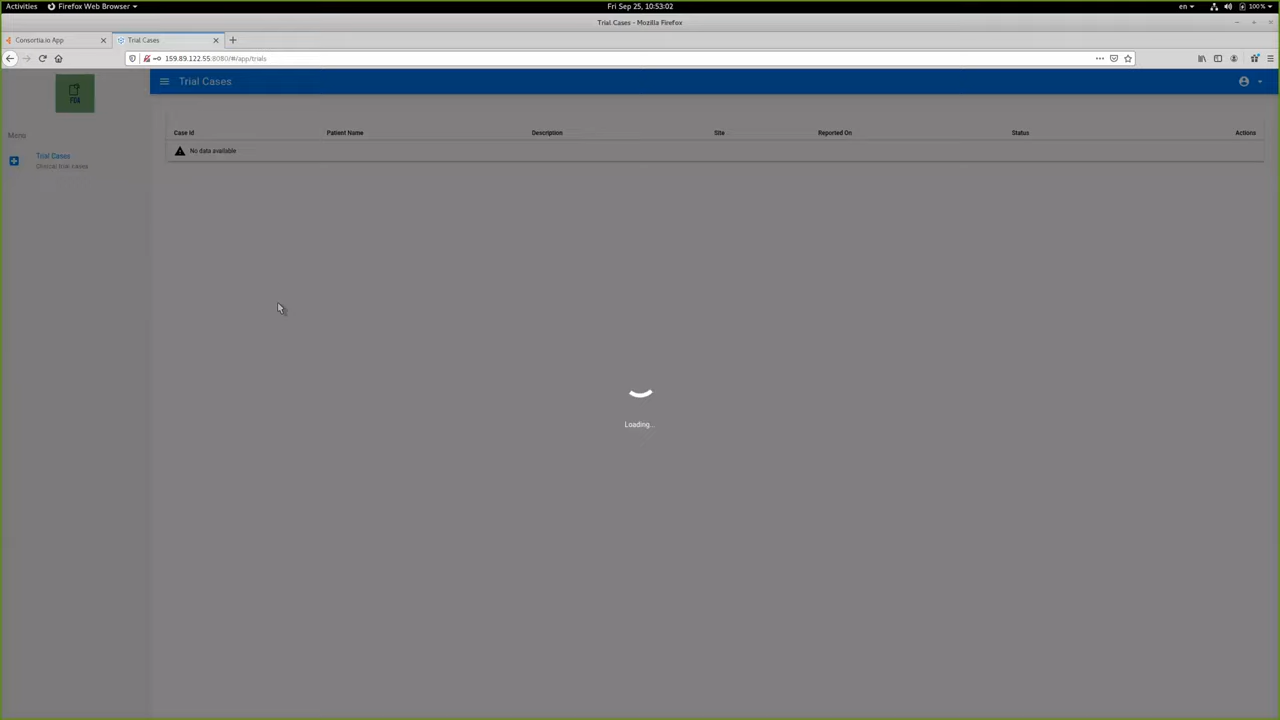 Activities Firefox Web Browser Fri Sep 25, 10:53:02 en 100%
Trial Cases - Mozilla Firefox
Consortia.io App Trial Cases
159.89.122.55:8080/#/app/trials
Trial Cases
Menu
Trial Cases
Clinical trial cases
Case Id Patient Name Description Site Reported On Status Actions
No data available
Loading...